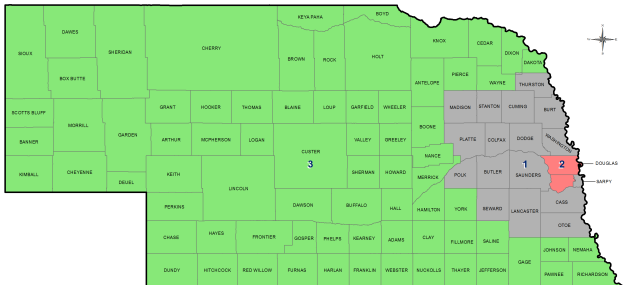 KEYA PAHA
BOYD
DAWES
SIOUX
SHERIDAN
CHERRY
KNOX
CEDAR
BROWN
ROCK
HOLT
DIXON
DAKOTA
BOX BUTTE
PIERCE
ANTELOPE
WAYNE
THURSTON
SCOTTS BLUFF
GRANT
HOOKER
THOMAS
BLAINE
LOUP
GARFIELD
WHEELER
MADISON
STANTON
CUMING
BURT
MORRILL
GARDEN
BOONE
BANNER
ARTHUR
MCPHERSON
LOGAN
CUSTER
VALLEY
GREELEY
PLATTE
COLFAX
DODGE
WASHINGTON
NANCE
3
1
2
DOUGLAS
KIMBALL
CHEYENNE
DEUEL
KEITH
LINCOLN
SHERMAN
HOWARD
MERRICK
POLK
BUTLER
SAUNDERS
SARPY
PERKINS
DAWSON
BUFFALO
HALL
HAMILTON
YORK
SEWARD
LANCASTER
CASS
OTOE
CHASE
HAYES
FRONTIER
GOSPER
PHELPS
KEARNEY
ADAMS
CLAY
FILLMORE
SALINE
GAGE
JOHNSON
NEMAHA
DUNDY
HITCHCOCK
RED WILLOW
FURNAS
HARLAN
FRANKLIN
WEBSTER
NUCKOLLS
THAYER
JEFFERSON
PAWNEE
RICHARDSON